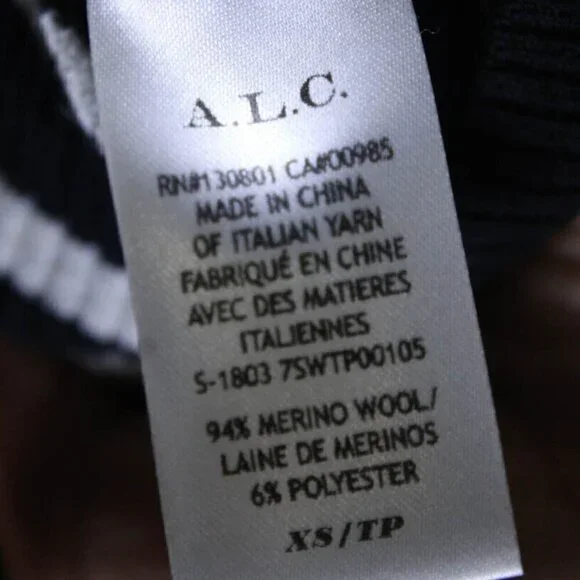 A.L.C.
RN#130801 CA#00985
MADE IN CHINA
OF ITALIAN YARN
FABRIQUÉ EN CHINE
AVEC DES MATIERES
ITALIENNES
S-1803 7SWTP00105
94% MERINO WOOL/
LAINE DE MERINOS
6% POLYESTER
XS/TP